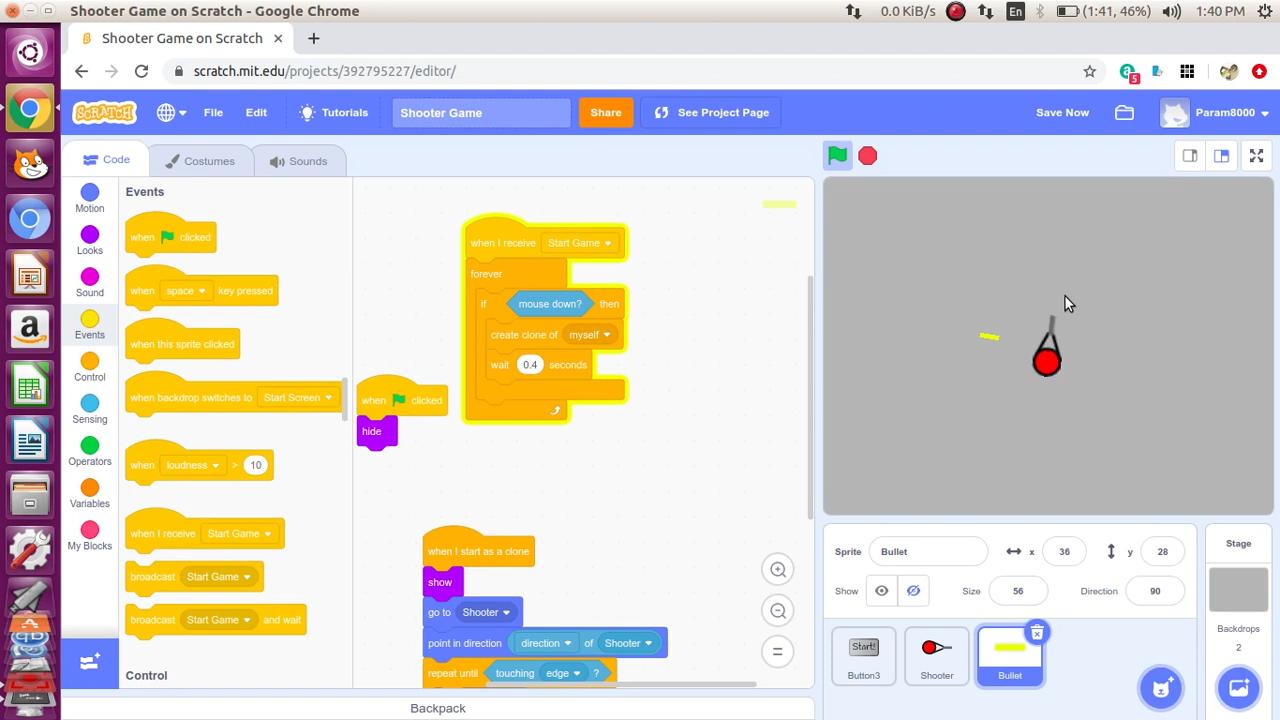 Shooter Game on Scratch - Google Chrome
0.0 KiB/s
En
(1:41, 46%)
1:40 PM
Shooter Game on Scratch
scratch.mit.edu/projects/392795227/editor/
5
SCRATCH
File
Edit
Tutorials
Shooter Game
Share
See Project Page
Save Now
Param8000
Code
Costumes
Sounds
Motion
Looks
Sound
Events
Control
Sensing
Operators
Variables
My Blocks
Events
when clicked
when space key pressed
when this sprite clicked
when backdrop switches to Start Screen
when loudness > 10
when I receive Start Game
broadcast Start Game
broadcast Start Game and wait
Control
when I receive Start Game
forever
if mouse down? then
create clone of myself
wait 0.4 seconds
when clicked
hide
when I start as a clone
show
go to Shooter
point in direction direction of Shooter
repeat until touching edge ?
Backpack
Sprite Bullet x 36 y 28
Show Size 56 Direction 90
Start!
Button3
Shooter
Bullet
Stage
Backdrops
2